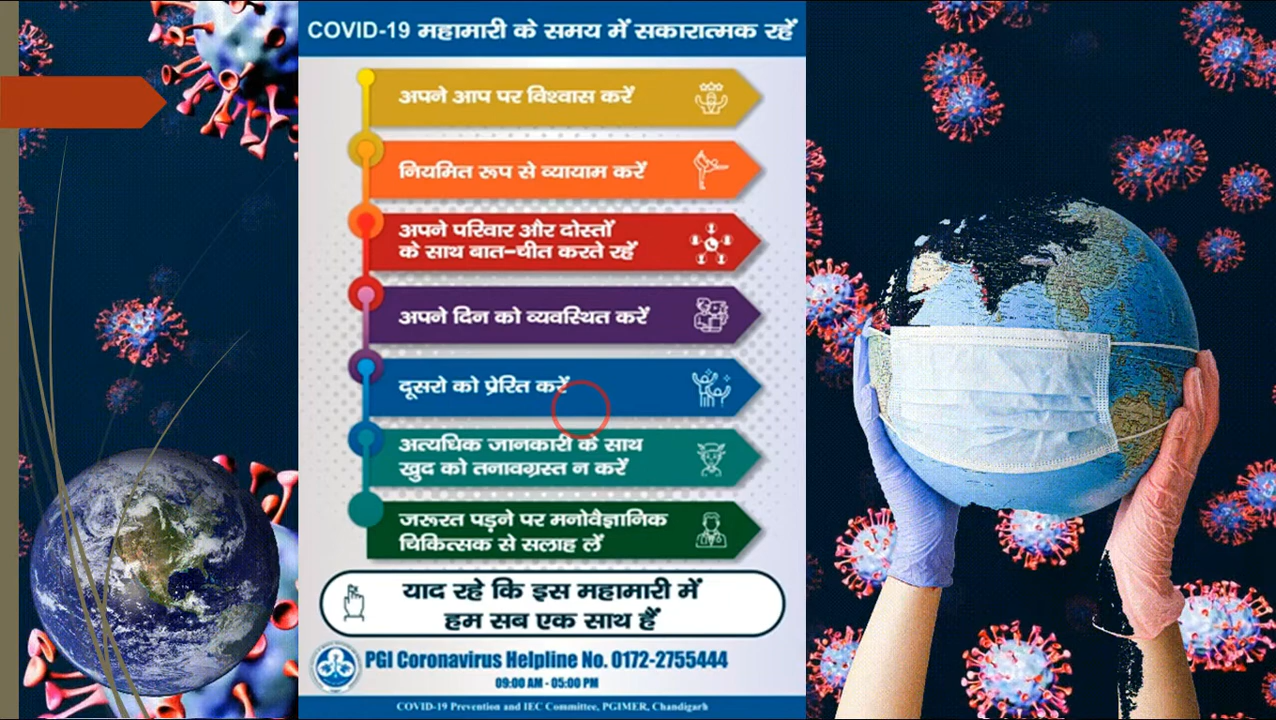 COVID-19 महामारी के समय में सकारात्मक रहें
अपने आप पर विश्वास करें
नियमित रूप से व्यायाम करें
अपने परिवार और दोस्तों
के साथ बात-चीत करते रहें
अपने दिन को व्यवस्थित करें
दूसरो को प्रेरित करें
अत्यधिक जानकारी के साथ
खुद को तनावग्रस्त न करें
जरूरत पड़ने पर मनोवैज्ञानिक
चिकित्सक से सलाह लें
याद रहे कि इस महामारी में
हम सब एक साथ हैं
PGI Coronavirus Helpline No. 0172-2755444
09:00 AM - 05:00 PM
COVID-19 Prevention and IEC Committee, PGIMER, Chandigarh